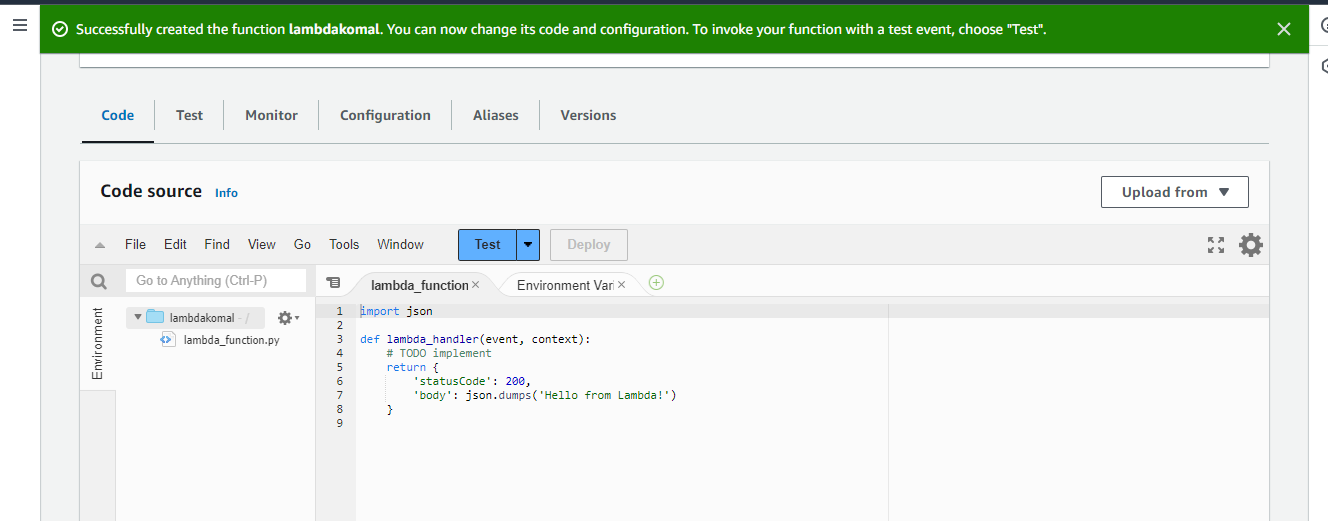 Successfully created the function lambdakomal. You can now change its code and configuration. To invoke your function with a test event, choose "Test".
Code Test Monitor Configuration Aliases Versions
Code source Info
Upload from
File Edit Find View Go Tools Window Test Deploy
Go to Anything (Ctrl-P)
lambda_function Environment Vari
Environment
lambdakomal - /
lambda_function.py
1 import json
2
3 def lambda_handler(event, context):
4 # TODO implement
5 return {
6 'statusCode': 200,
7 'body': json.dumps('Hello from Lambda!')
8 }
9